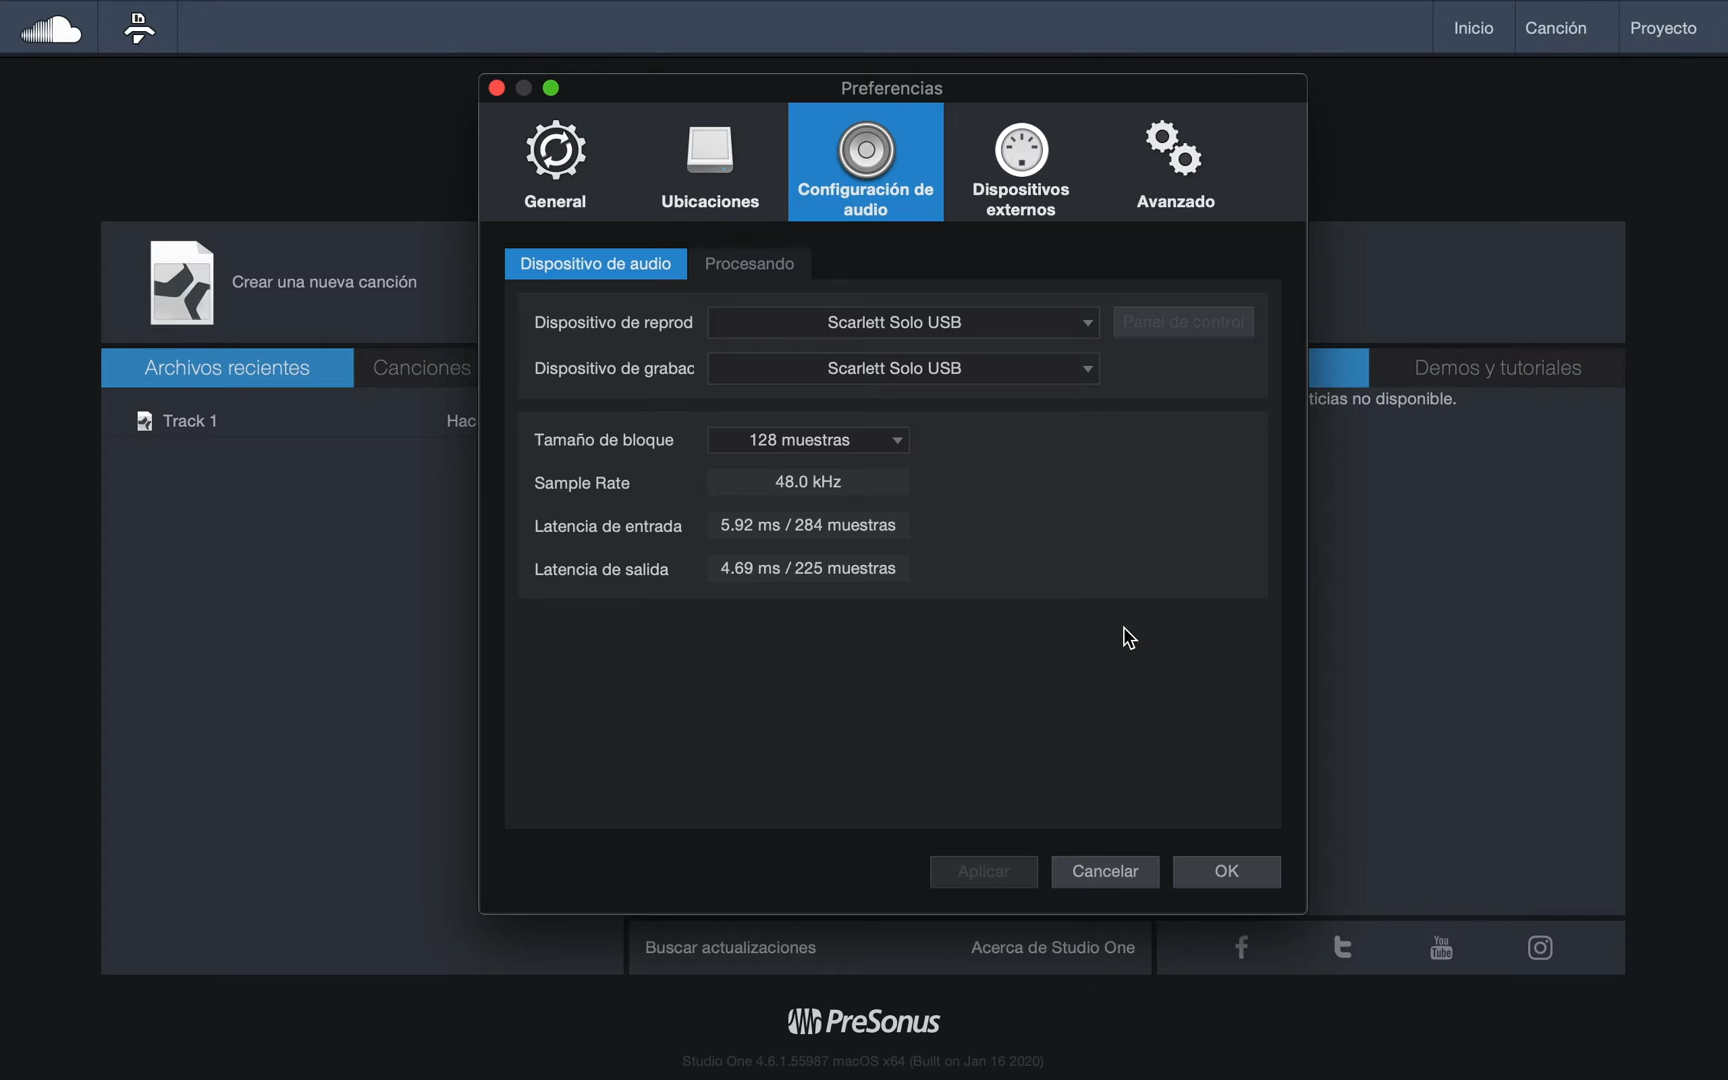 Inicio
Canción
Proyecto
Preferencias
General
Ubicaciones
Configuración de
audio
Dispositivos
externos
Avanzado
Crear una nueva canción
Dispositivo de audio
Procesando
Dispositivo de reprod
Scarlett Solo USB
Panel de control
Dispositivo de grabac
Scarlett Solo USB
Archivos recientes
Canciones
Demos y tutoriales
ticias no disponible.
Track 1
Hac
Tamaño de bloque
128 muestras
Sample Rate
48.0 kHz
Latencia de entrada
5.92 ms / 284 muestras
Latencia de salida
4.69 ms / 225 muestras
Aplicar
Cancelar
OK
Buscar actualizaciones
Acerca de Studio One
You
Tube
PreSonus
Studio One 4.6.1.55987 macOS x64 (Built on Jan 16 2020)